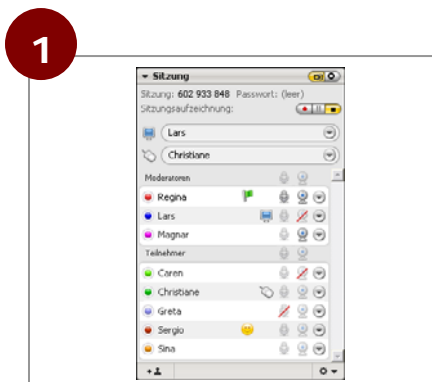 1
Sitzung
Sitzung: 602 933 848 Passwort: (leer)
Sitzungsaufzeichnung:
Lars
Christiane
Moderatoren
Regina
Lars
Magnar
Teilnehmer
Caren
Christiane
Greta
Sergio
Sina